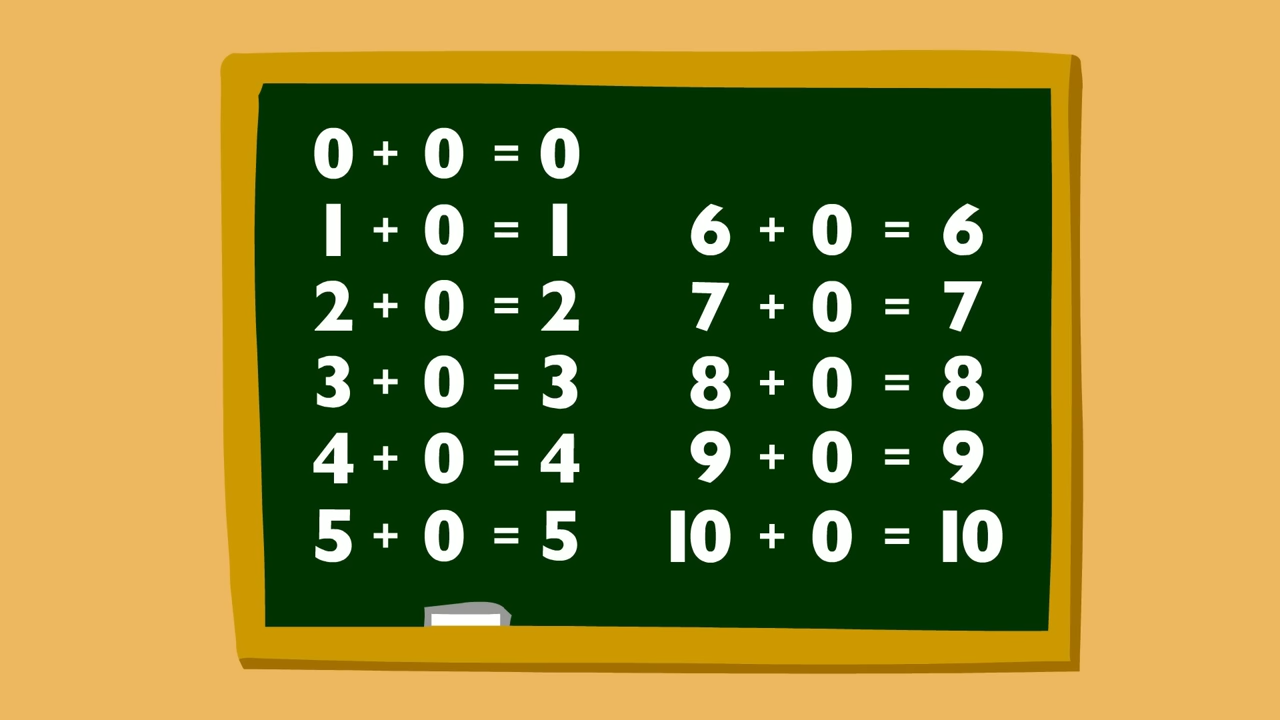 0 + 0 = 0
1 + 0 = 1
2 + 0 = 2
3 + 0 = 3
4 + 0 = 4
5 + 0 = 5
6 + 0 = 6
7 + 0 = 7
8 + 0 = 8
9 + 0 = 9
10 + 0 = 10